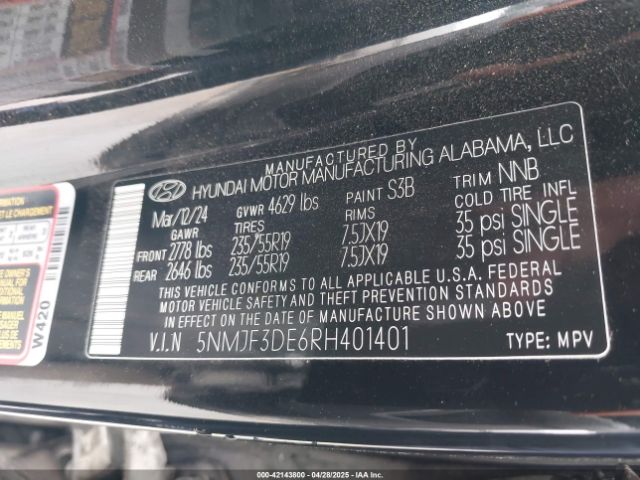 MANUFACTURED BY
HYUNDAI MOTOR MANUFACTURING ALABAMA, LLC
Mar/12/24 GVWR 4629 lbs PAINT S3B TRIM NNB
GAWR TIRES RIMS COLD TIRE INFL
FRONT 2778 lbs 235/55R19 7.5JX19 35 psi SINGLE
REAR 2646 lbs 235/55R19 7.5JX19 35 psi SINGLE
THIS VEHICLE CONFORMS TO ALL APPLICABLE U.S.A. FEDERAL
MOTOR VEHICLE SAFETY AND THEFT PREVENTION STANDARDS
IN EFFECT ON THE DATE OF MANUFACTURE SHOWN ABOVE.
V.I.N 5NMJF3DE6RH401401 TYPE: MPV
W420
000-42143800 04/28/2025 IAAI.COM